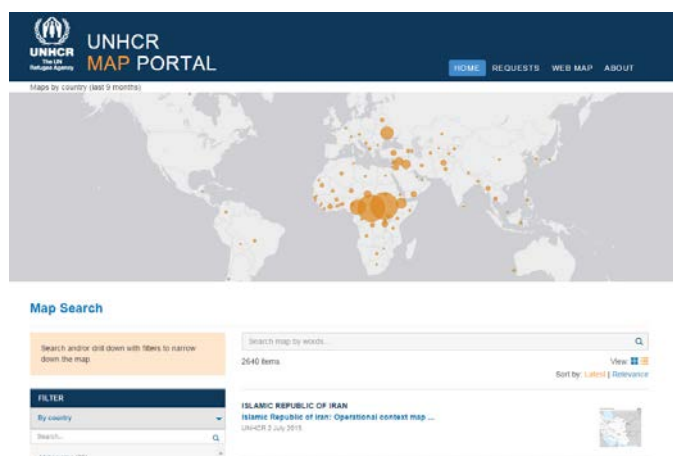 UNHCR
The UN
Refugee Agency
UNHCR
MAP PORTAL
HOME REQUESTS WEB MAP ABOUT
Maps by country (last 9 months)
Map Search
Search and/or drill down with filters to narrow
down the map.
Search map by words...
2640 items
View:
Sort by: Latest | Relevance
FILTER
By country
Search...
ISLAMIC REPUBLIC OF IRAN
Islamic Republic of Iran: Operational context map ...
UNHCR 2 July 2015